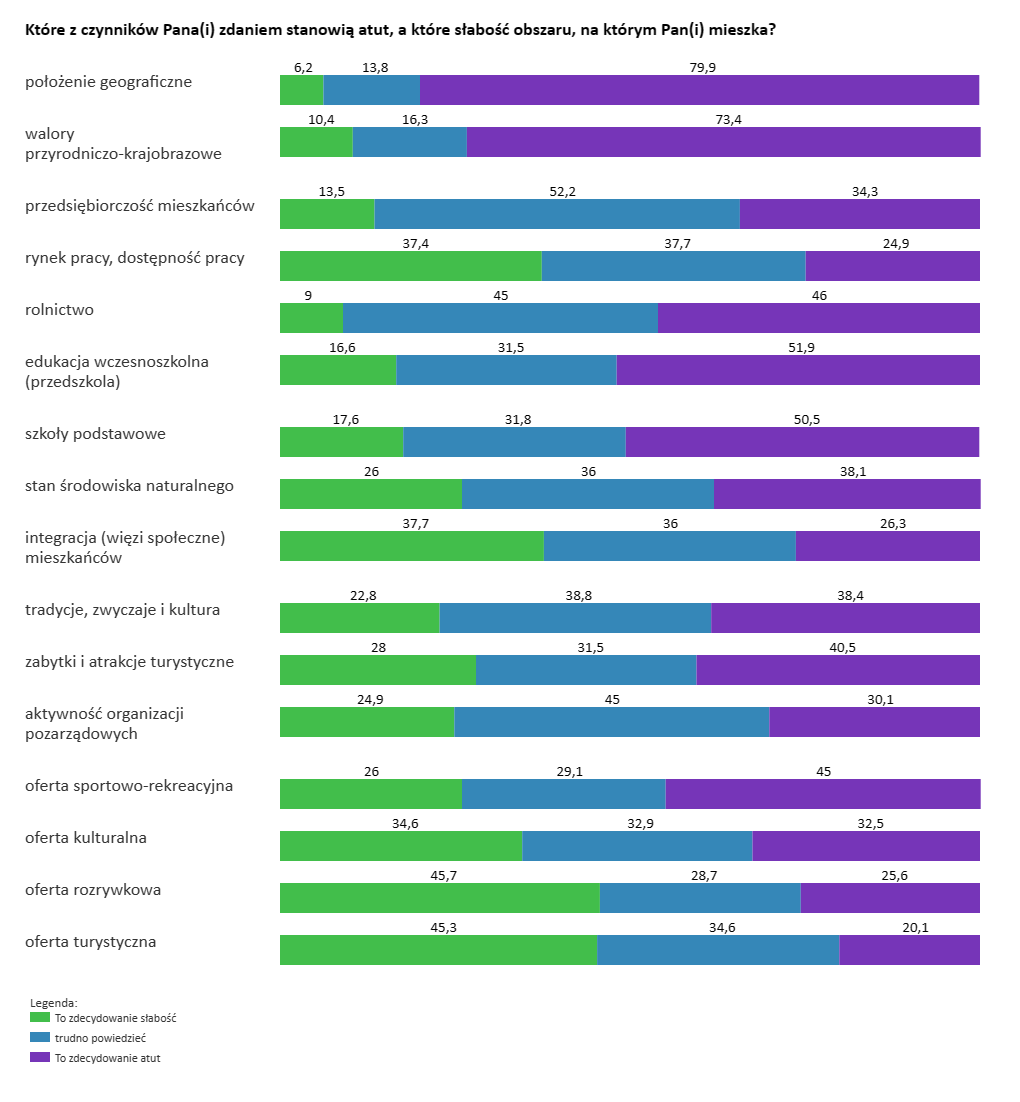 Które z czynników Pana(i) zdaniem stanowią atut, a które słabość obszaru, na którym Pan(i) mieszka?
6,2 13,8 79,9
położenie geograficzne
10,4 16,3 73,4
walory
przyrodniczo-krajobrazowe
13,5 52,2 34,3
przedsiębiorczość mieszkańców
37,4 37,7 24,9
rynek pracy, dostępność pracy
9 45 46
rolnictwo
16,6 31,5 51,9
edukacja wczesnoszkolna
(przedszkola)
17,6 31,8 50,5
szkoły podstawowe
26 36 38,1
stan środowiska naturalnego
37,7 36 26,3
integracja (więzi społeczne)
mieszkańców
22,8 38,8 38,4
tradycje, zwyczaje i kultura
28 31,5 40,5
zabytki i atrakcje turystyczne
24,9 45 30,1
aktywność organizacji
pozarządowych
26 29,1 45
oferta sportowo-rekreacyjna
34,6 32,9 32,5
oferta kulturalna
45,7 28,7 25,6
oferta rozrywkowa
45,3 34,6 20,1
oferta turystyczna
Legenda:
To zdecydowanie słabość
trudno powiedzieć
To zdecydowanie atut